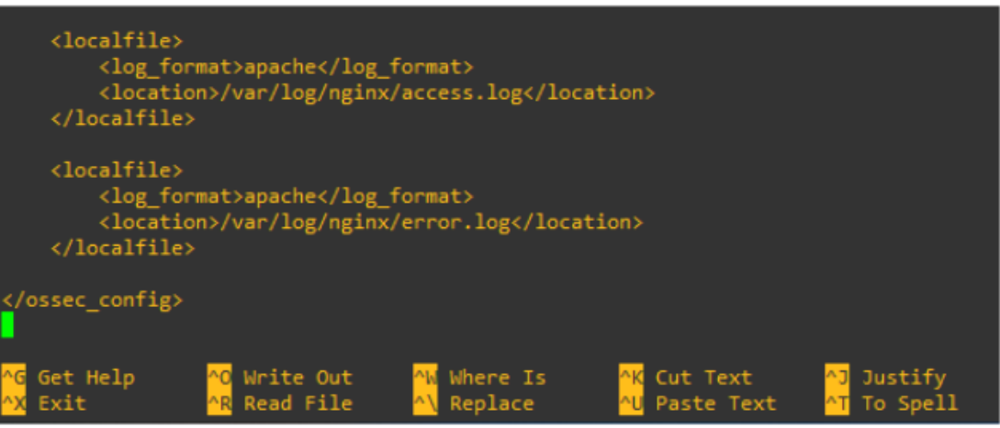 <localfile>
<log_format>apache</log_format>
<location>/var/log/nginx/access.log</location>
</localfile>
<localfile>
<log_format>apache</log_format>
<location>/var/log/nginx/error.log</location>
</localfile>
</ossec_config>
^G Get Help ^O Write Out ^W Where Is ^K Cut Text ^J Justify
^X Exit ^R Read File ^\ Replace ^U Paste Text ^T To Spell